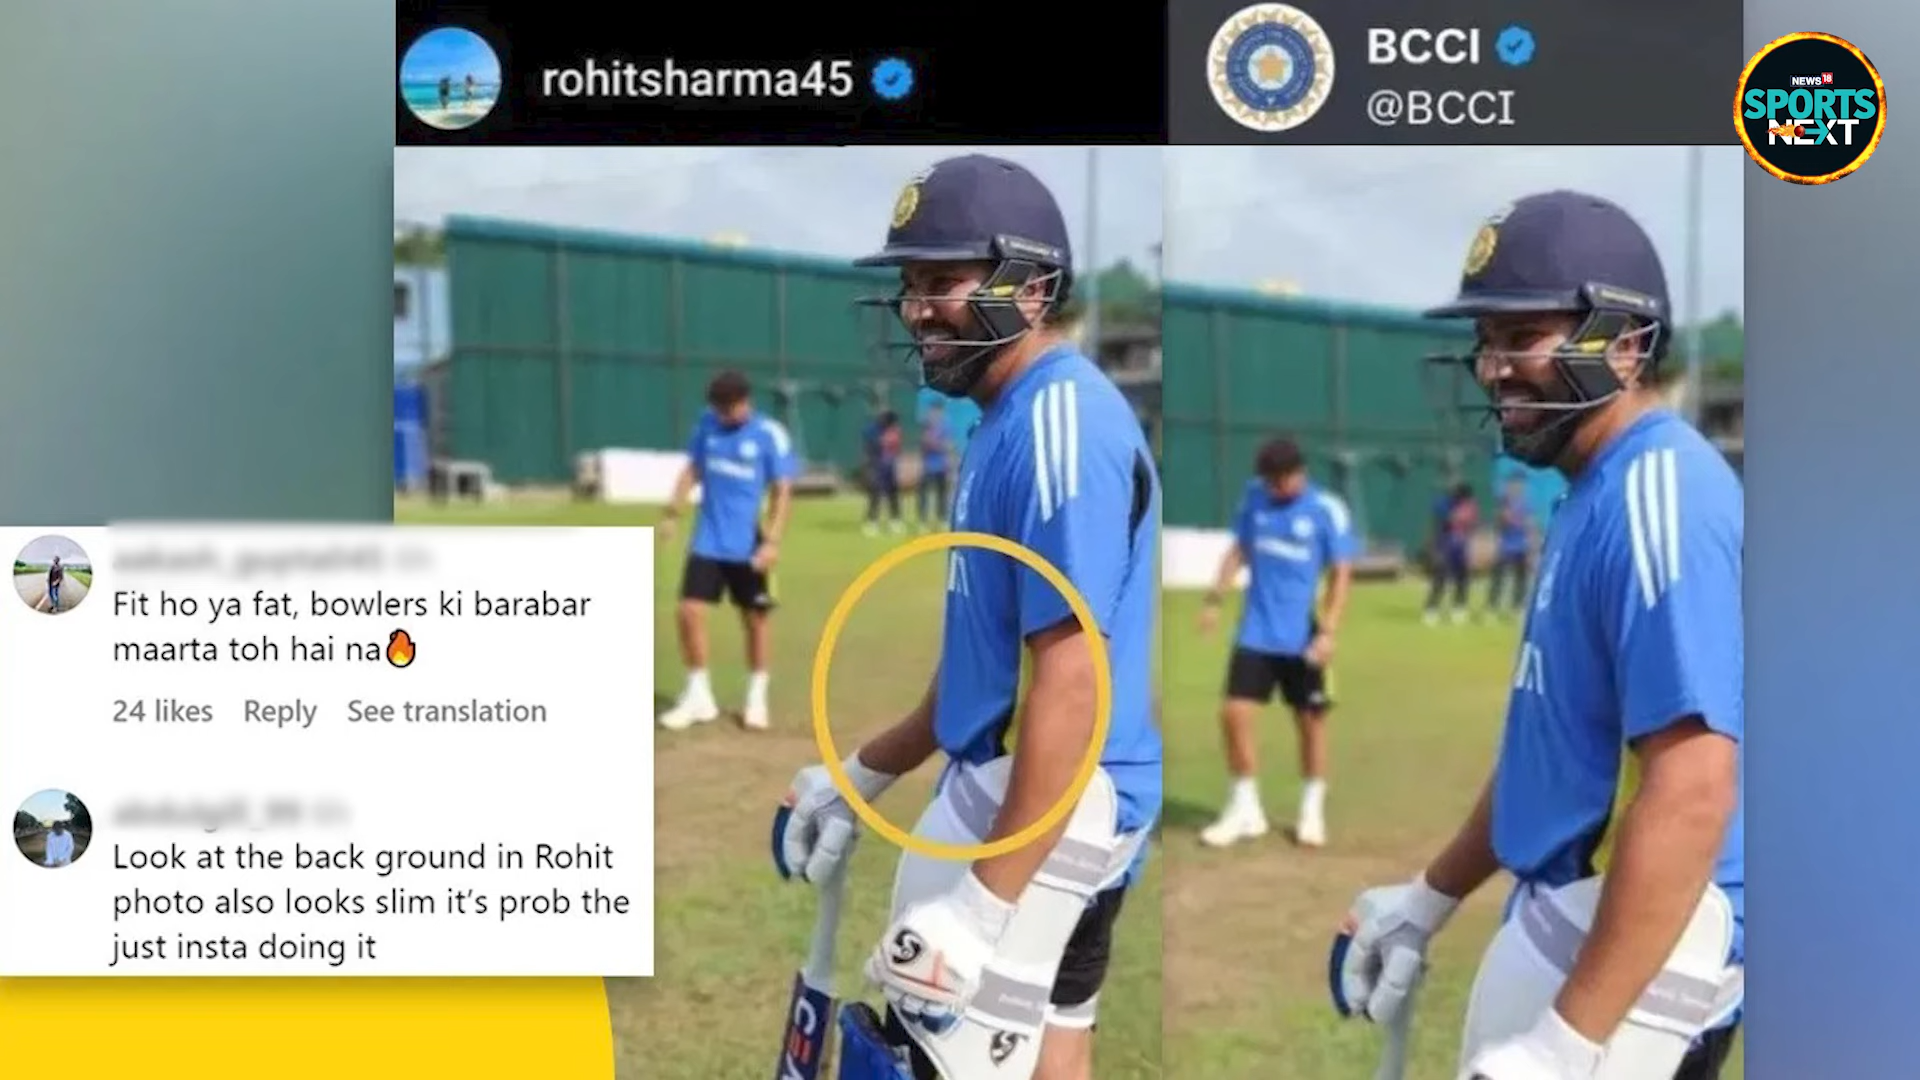 rohitsharma45
BCCI
@BCCI
NEWS18
SPORTS
NEXT
Fit ho ya fat, bowlers ki barabar
maarta toh hai na🔥
24 likes Reply See translation
Look at the back ground in Rohit
photo also looks slim it’s prob the
just insta doing it